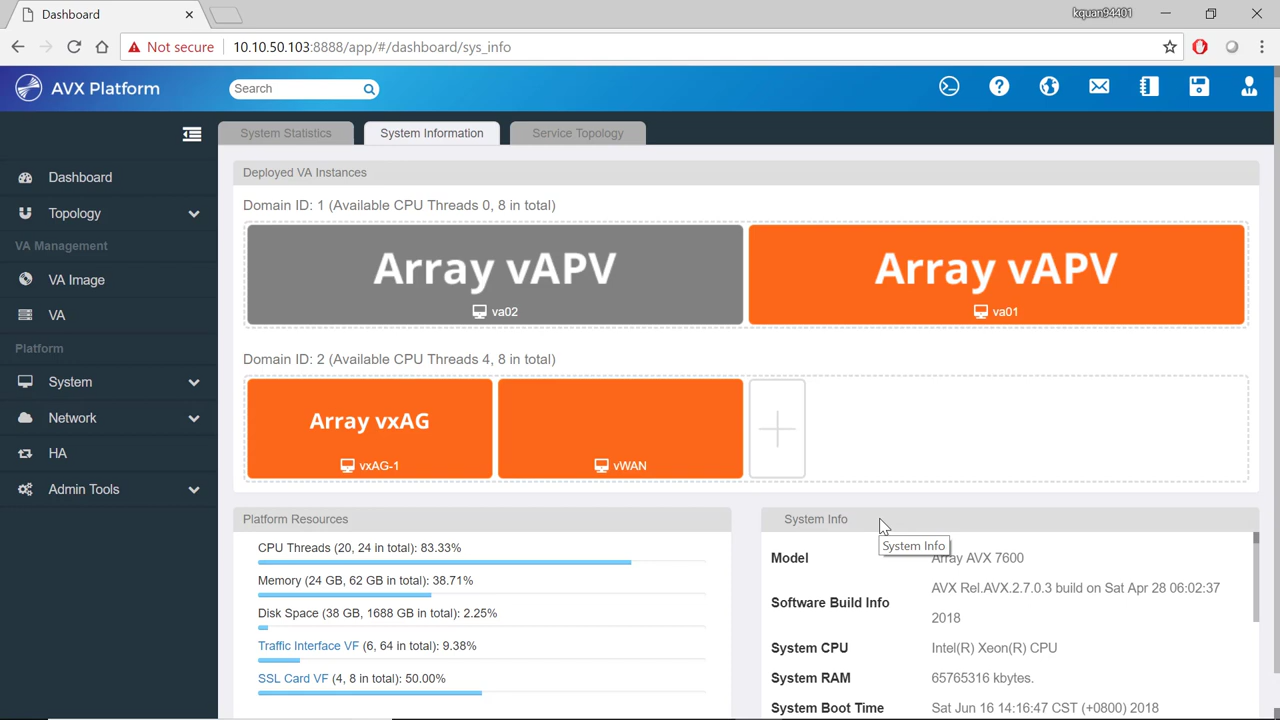 Dashboard
kquan94401
Not secure
10.10.50.103:8888/app/#/dashboard/sys_info
AVX Platform
Search
System Statistics
System Information
Service Topology
Dashboard
Topology
VA Management
VA Image
VA
Platform
System
Network
HA
Admin Tools
Deployed VA Instances
Domain ID: 1 (Available CPU Threads 0, 8 in total)
Array vAPV
va02
Array vAPV
va01
Domain ID: 2 (Available CPU Threads 4, 8 in total)
Array vxAG
vxAG-1
vWAN
Platform Resources
CPU Threads (20, 24 in total): 83.33%
Memory (24 GB, 62 GB in total): 38.71%
Disk Space (38 GB, 1688 GB in total): 2.25%
Traffic Interface VF (6, 64 in total): 9.38%
SSL Card VF (4, 8 in total): 50.00%
System Info
System Info
Model
Array AVX 7600
Software Build Info
AVX Rel.AVX.2.7.0.3 build on Sat Apr 28 06:02:37
2018
System CPU
Intel(R) Xeon(R) CPU
System RAM
65765316 kbytes.
System Boot Time
Sat Jun 16 14:16:47 CST (+0800) 2018